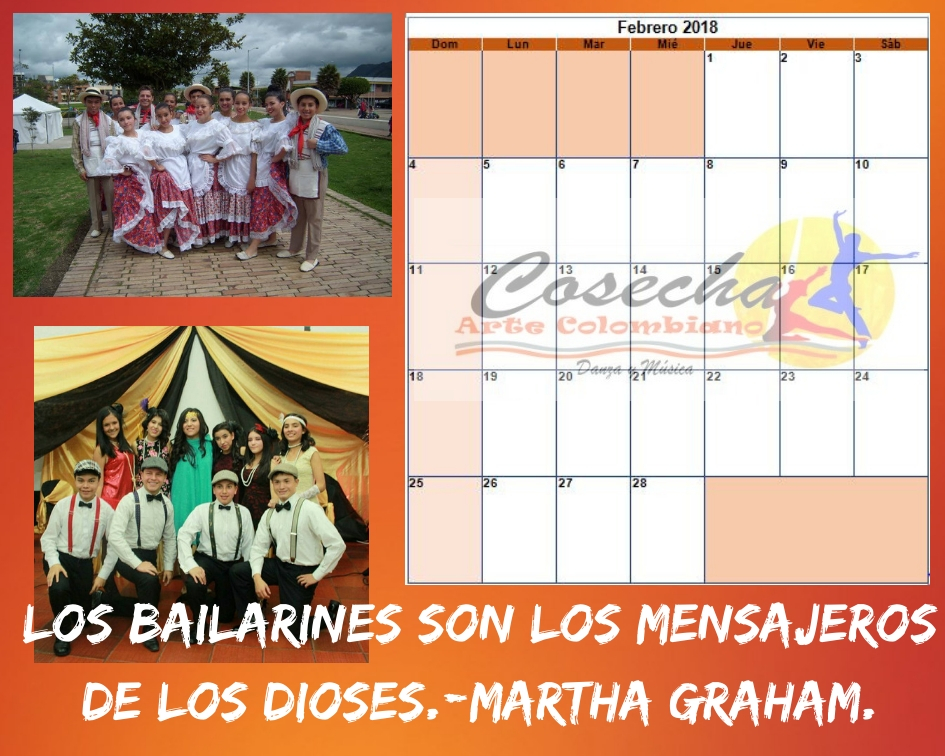 Febrero 2018
Dom Lun Mar Mié Jue Vie Sàb
1 2 3
4 5 6 7 8 9 10
11 12 13 14 15 16 17
Cosecha
Arte Colombiano
Danza y Música
18 19 20 21 22 23 24
25 26 27 28
LOS BAILARINES SON LOS MENSAJEROS
DE LOS DIOSES.-MARTHA GRAHAM.